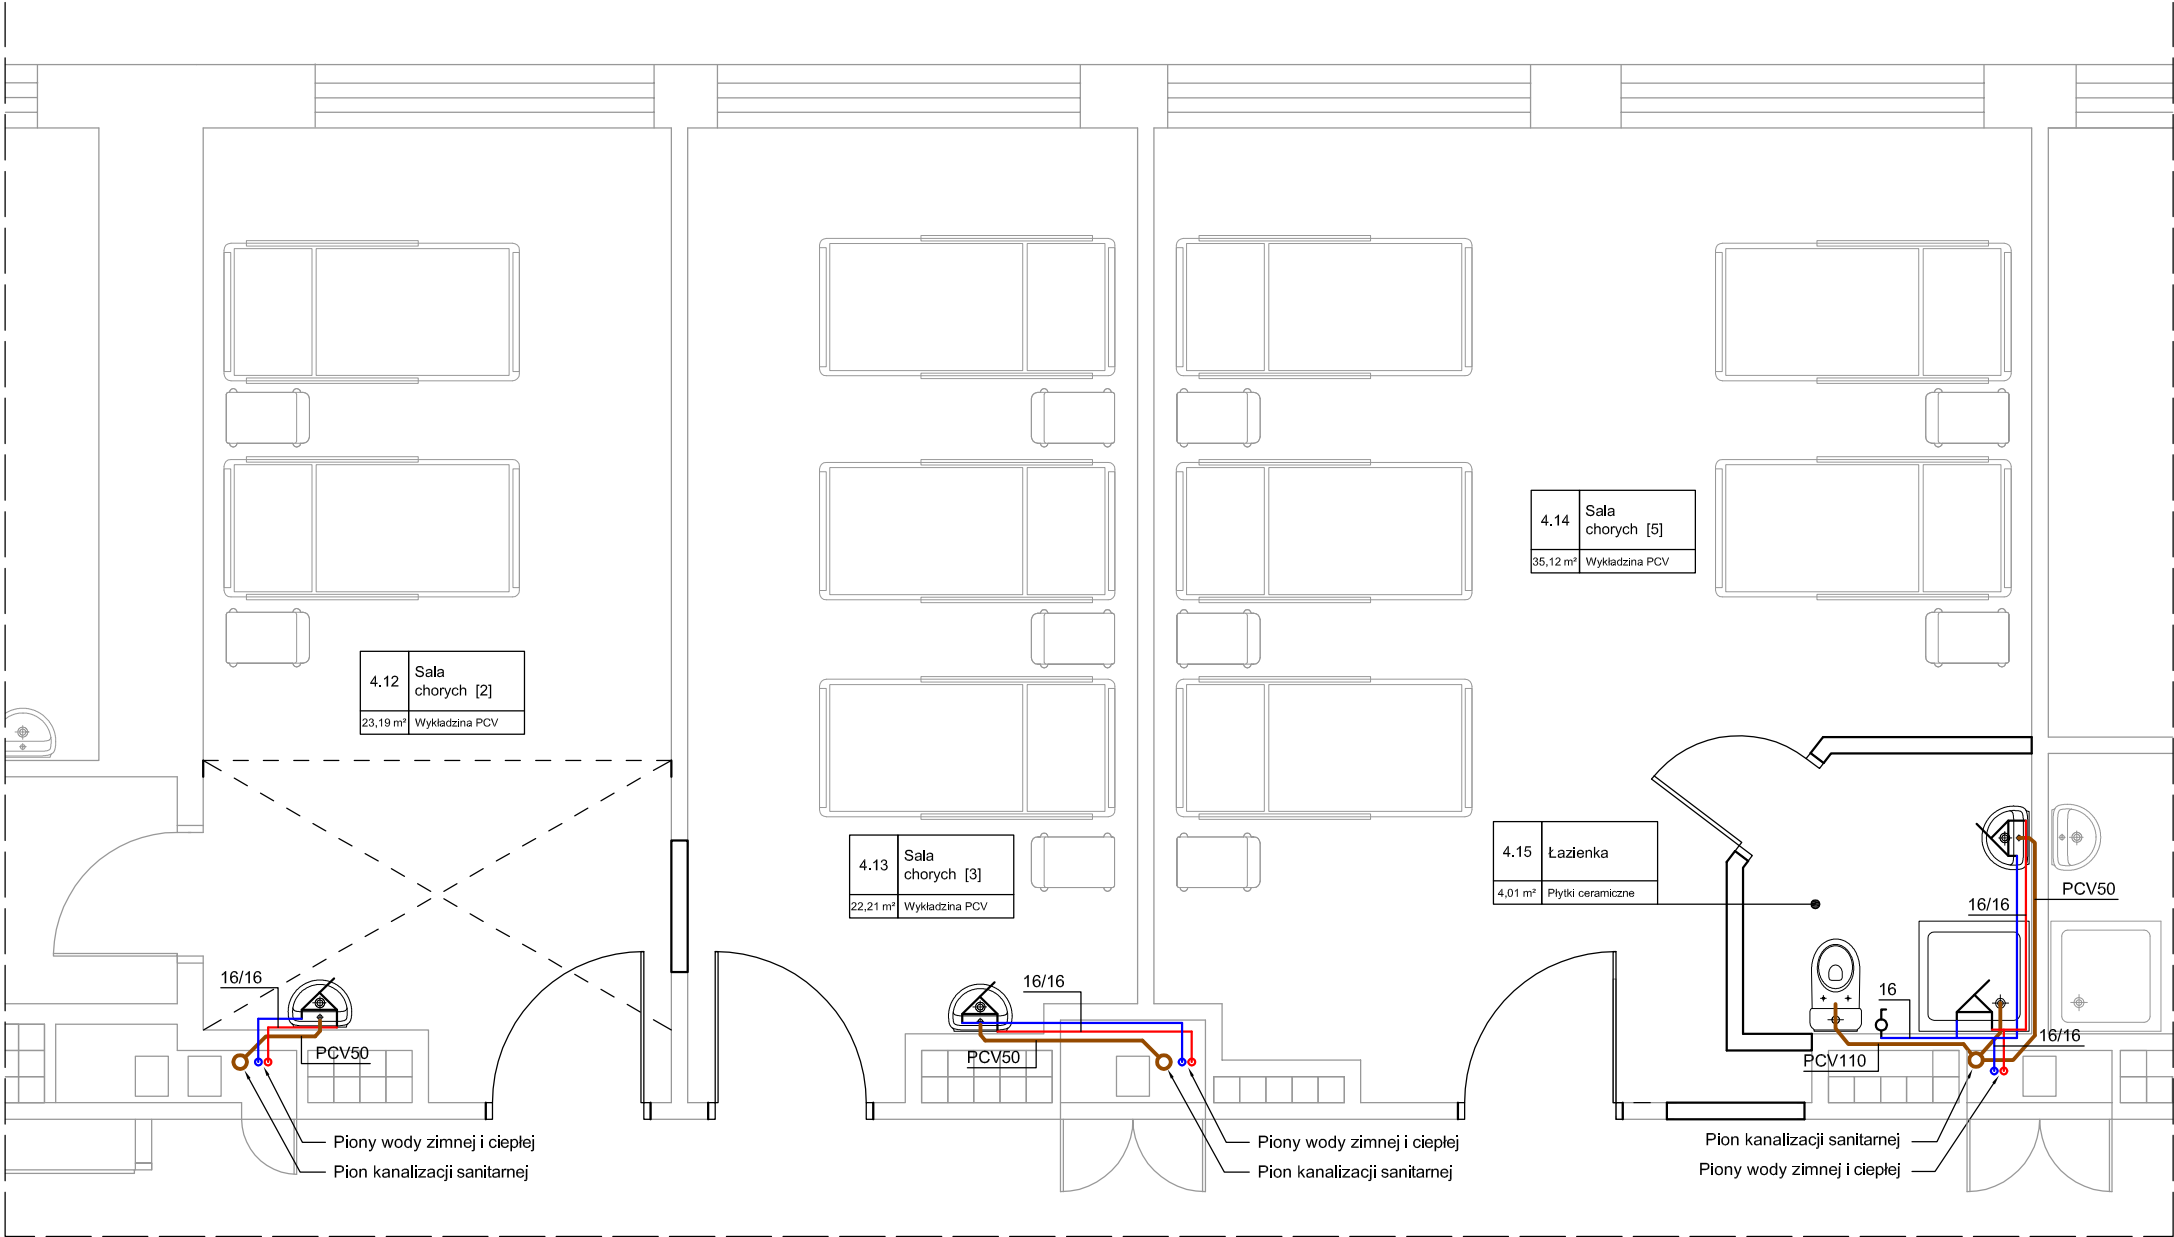 4.14
Sala
chorych [5]
35,12 m²
Wykładzina PCV
4.12
Sala
chorych [2]
23,19 m²
Wykładzina PCV
4.13
Sala
chorych [3]
22,21 m²
Wykładzina PCV
4.15
Łazienka
4,01 m²
Płytki ceramiczne
PCV50
16/16
16/16
16/16
16
16/16
PCV50
PCV50
PCV110
Piony wody zimnej i ciepłej
Pion kanalizacji sanitarnej
Piony wody zimnej i ciepłej
Pion kanalizacji sanitarnej
Pion kanalizacji sanitarnej
Piony wody zimnej i ciepłej